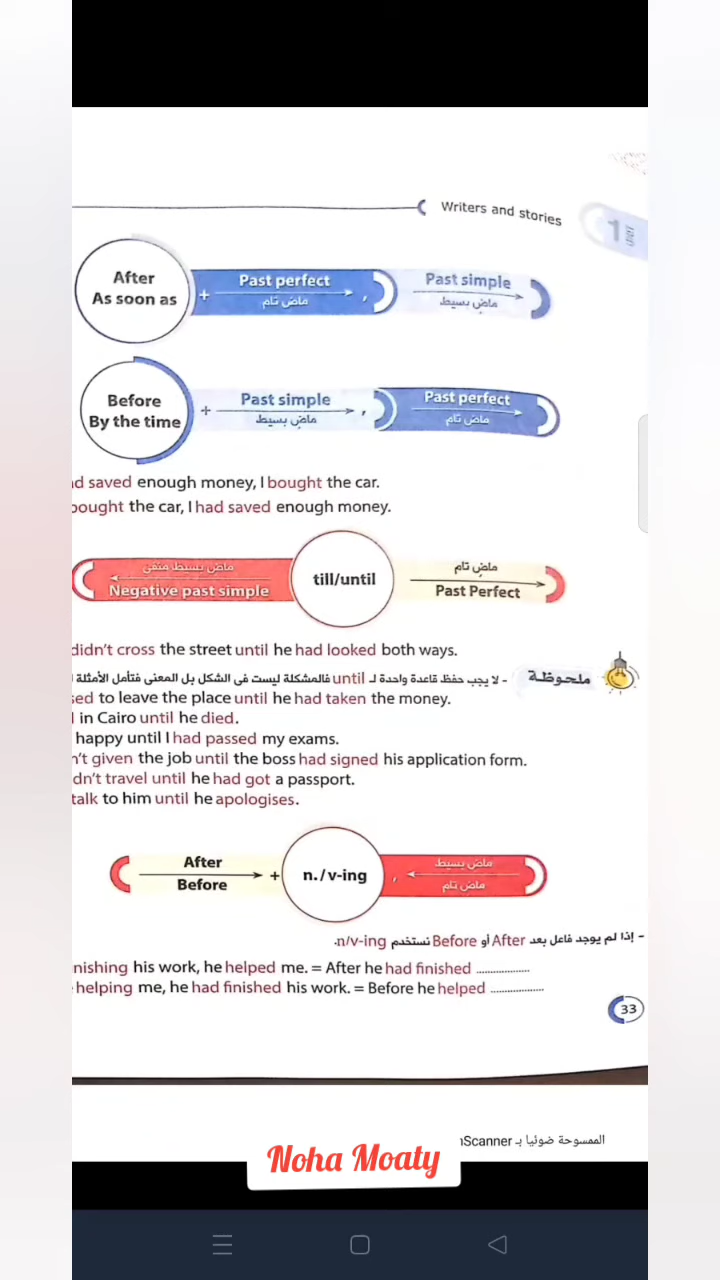 Writers and stories
1
After
As soon as
+
Past perfect
ماض تام
,
Past simple
ماض بسيط
Before
By the time
+
Past simple
ماض بسيط
,
Past perfect
ماض تام
d saved enough money, I bought the car.
bought the car, I had saved enough money.
ماض بسيط منفى
Negative past simple
till/until
ماض تام
Past Perfect
didn't cross the street until he had looked both ways.
ملحوظة
- لا يجب حفظ قاعدة واحدة لـ until فالمشكلة ليست فى الشكل بل المعنى فتأمل الأمثلة
sed to leave the place until he had taken the money.
in Cairo until he died.
happy until I had passed my exams.
n't given the job until the boss had signed his application form.
dn't travel until he had got a passport.
talk to him until he apologises.
After
Before
+
n./v-ing
,
ماض بسيط
ماض تام
- إذا لم يوجد فاعل بعد After أو Before نستخدم n/v-ing.
nishing his work, he helped me. = After he had finished ..................
helping me, he had finished his work. = Before he helped ..................
33
الممسوحة ضوئيا بـ nScanner
Noha Moaty